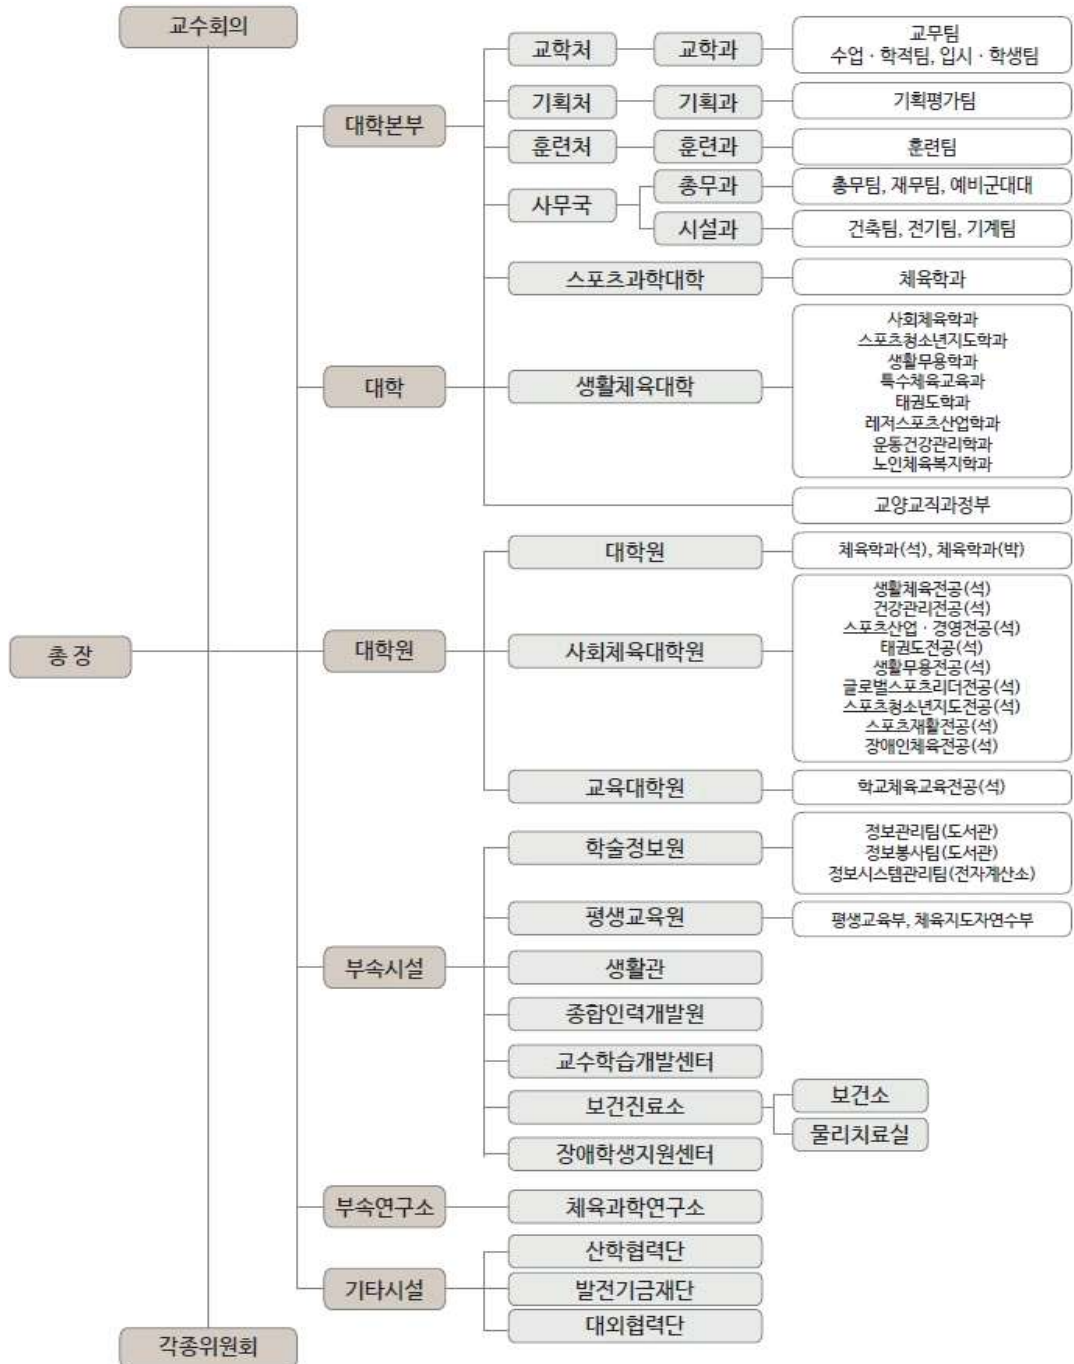 교수회의
대학본부
교학처
교학과
교무팀
수업 · 학적팀, 입시 · 학생팀
기획처
기획과
기획평가팀
훈련처
훈련과
훈련팀
사무국
총무과
총무팀, 재무팀, 예비군대대
시설과
건축팀, 전기팀, 기계팀
스포츠과학대학
체육학과
대학
생활체육대학
사회체육학과
스포츠청소년지도학과
생활무용학과
특수체육교육과
태권도학과
레저스포츠산업학과
운동건강관리학과
노인체육복지학과
교양교직과정부
총 장
대학원
대학원
체육학과(석), 체육학과(박)
사회체육대학원
생활체육전공(석)
건강관리전공(석)
스포츠산업 · 경영전공(석)
태권도전공(석)
생활무용전공(석)
글로벌스포츠리더전공(석)
스포츠청소년지도전공(석)
스포츠재활전공(석)
장애인체육전공(석)
교육대학원
학교체육교육전공(석)
부속시설
학술정보원
정보관리팀(도서관)
정보봉사팀(도서관)
정보시스템관리팀(전자계산소)
평생교육원
평생교육부, 체육지도자연수부
생활관
종합인력개발원
교수학습개발센터
보건진료소
보건소
물리치료실
장애학생지원센터
부속연구소
체육과학연구소
기타시설
산학협력단
발전기금재단
대외협력단
각종위원회